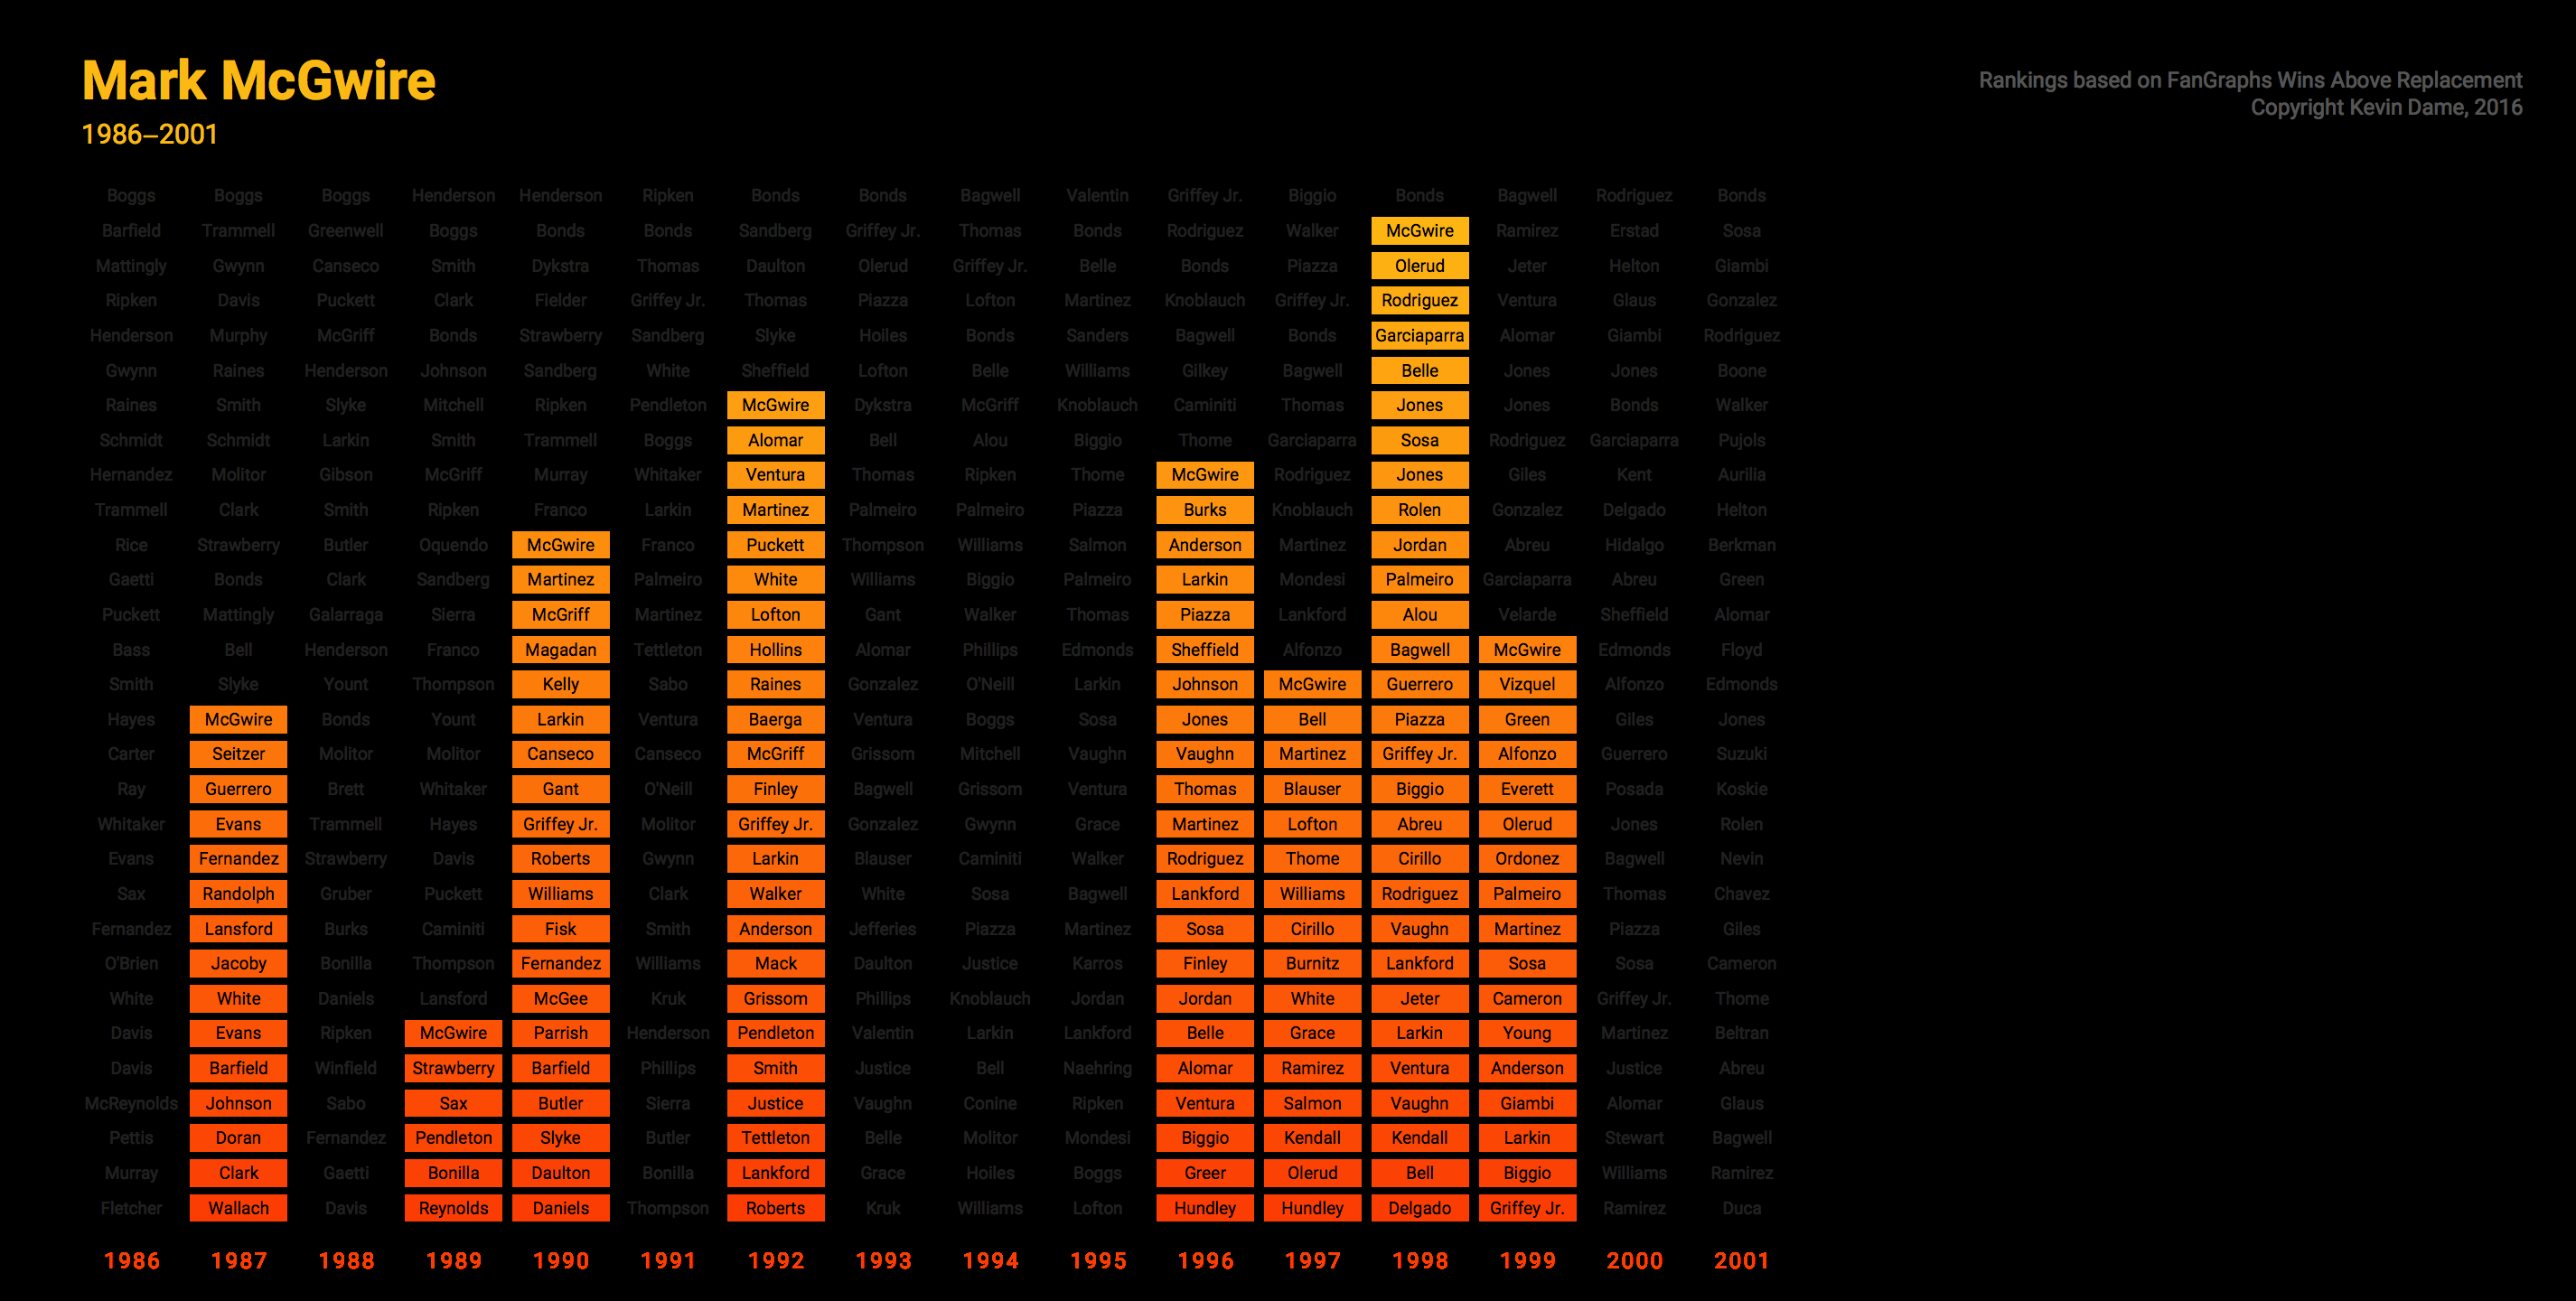 Mark McGwire
1986–2001
Rankings based on FanGraphs Wins Above Replacement
Copyright Kevin Dame, 2016
Boggs Boggs Boggs Henderson Henderson Ripken Bonds Bonds Bagwell Valentin Griffey Jr. Biggio Bonds Bagwell Rodriguez Bonds
Barfield Trammell Greenwell Boggs Bonds Bonds Sandberg Griffey Jr. Thomas Bonds Rodriguez Walker McGwire Ramirez Erstad Sosa
Mattingly Gwynn Canseco Smith Dykstra Thomas Daulton Olerud Griffey Jr. Belle Bonds Piazza Olerud Jeter Helton Giambi
Ripken Davis Puckett Clark Fielder Griffey Jr. Thomas Piazza Lofton Martinez Knoblauch Griffey Jr. Rodriguez Ventura Glaus Gonzalez
Henderson Murphy McGriff Bonds Strawberry Sandberg Slyke Hoiles Bonds Sanders Bagwell Bonds Garciaparra Alomar Giambi Rodriguez
Gwynn Raines Henderson Johnson Sandberg White Sheffield Lofton Belle Williams Gilkey Bagwell Belle Jones Jones Boone
Raines Smith Slyke Mitchell Ripken Pendleton McGwire Dykstra McGriff Knoblauch Caminiti Thomas Jones Jones Bonds Walker
Schmidt Schmidt Larkin Smith Trammell Boggs Alomar Bell Alou Biggio Thome Garciaparra Sosa Rodriguez Garciaparra Pujols
Hernandez Molitor Gibson McGriff Murray Whitaker Ventura Thomas Ripken Thome McGwire Rodriguez Jones Giles Kent Aurilia
Trammell Clark Smith Ripken Franco Larkin Martinez Palmeiro Palmeiro Piazza Burks Knoblauch Rolen Gonzalez Delgado Helton
Rice Strawberry Butler Oquendo McGwire Franco Puckett Thompson Williams Salmon Anderson Martinez Jordan Abreu Hidalgo Berkman
Gaetti Bonds Clark Sandberg Martinez Palmeiro White Williams Biggio Palmeiro Larkin Mondesi Palmeiro Garciaparra Abreu Green
Puckett Mattingly Galarraga Sierra McGriff Martinez Lofton Gant Walker Thomas Piazza Lankford Alou Velarde Sheffield Alomar
Bass Bell Henderson Franco Magadan Tettleton Hollins Alomar Phillips Edmonds Sheffield Alfonzo Bagwell McGwire Edmonds Floyd
Smith Slyke Yount Thompson Kelly Sabo Raines Gonzalez O'Neill Larkin Johnson McGwire Guerrero Vizquel Alfonzo Edmonds
Hayes McGwire Bonds Yount Larkin Ventura Baerga Ventura Boggs Sosa Jones Bell Piazza Green Giles Jones
Carter Seitzer Molitor Molitor Canseco Canseco McGriff Grissom Mitchell Vaughn Vaughn Martinez Griffey Jr. Alfonzo Guerrero Suzuki
Ray Guerrero Brett Whitaker Gant O'Neill Finley Bagwell Grissom Ventura Thomas Blauser Biggio Everett Posada Koskie
Whitaker Evans Trammell Hayes Griffey Jr. Molitor Griffey Jr. Gonzalez Gwynn Grace Martinez Lofton Abreu Olerud Jones Rolen
Evans Fernandez Strawberry Davis Roberts Gwynn Larkin Blauser Caminiti Walker Rodriguez Thome Cirillo Ordonez Bagwell Nevin
Sax Randolph Gruber Puckett Williams Clark Walker White Sosa Bagwell Lankford Williams Rodriguez Palmeiro Thomas Chavez
Fernandez Lansford Burks Caminiti Fisk Smith Anderson Jefferies Piazza Martinez Sosa Cirillo Vaughn Martinez Piazza Giles
O'Brien Jacoby Bonilla Thompson Fernandez Williams Mack Daulton Justice Karros Finley Burnitz Lankford Sosa Sosa Cameron
White White Daniels Lansford McGee Kruk Grissom Phillips Knoblauch Jordan Jordan White Jeter Cameron Griffey Jr. Thome
Davis Evans Ripken McGwire Parrish Henderson Pendleton Valentin Larkin Lankford Belle Grace Larkin Young Martinez Beltran
Davis Barfield Winfield Strawberry Barfield Phillips Smith Justice Bell Naehring Alomar Ramirez Ventura Anderson Justice Abreu
McReynolds Johnson Sabo Sax Butler Sierra Justice Vaughn Conine Ripken Ventura Salmon Vaughn Giambi Alomar Glaus
Pettis Doran Fernandez Pendleton Slyke Butler Tettleton Belle Molitor Mondesi Biggio Kendall Kendall Larkin Stewart Bagwell
Murray Clark Gaetti Bonilla Daulton Bonilla Lankford Grace Hoiles Boggs Greer Olerud Bell Biggio Williams Ramirez
Fletcher Wallach Davis Reynolds Daniels Thompson Roberts Kruk Williams Lofton Hundley Hundley Delgado Griffey Jr. Ramirez Duca
1986 1987 1988 1989 1990 1991 1992 1993 1994 1995 1996 1997 1998 1999 2000 2001